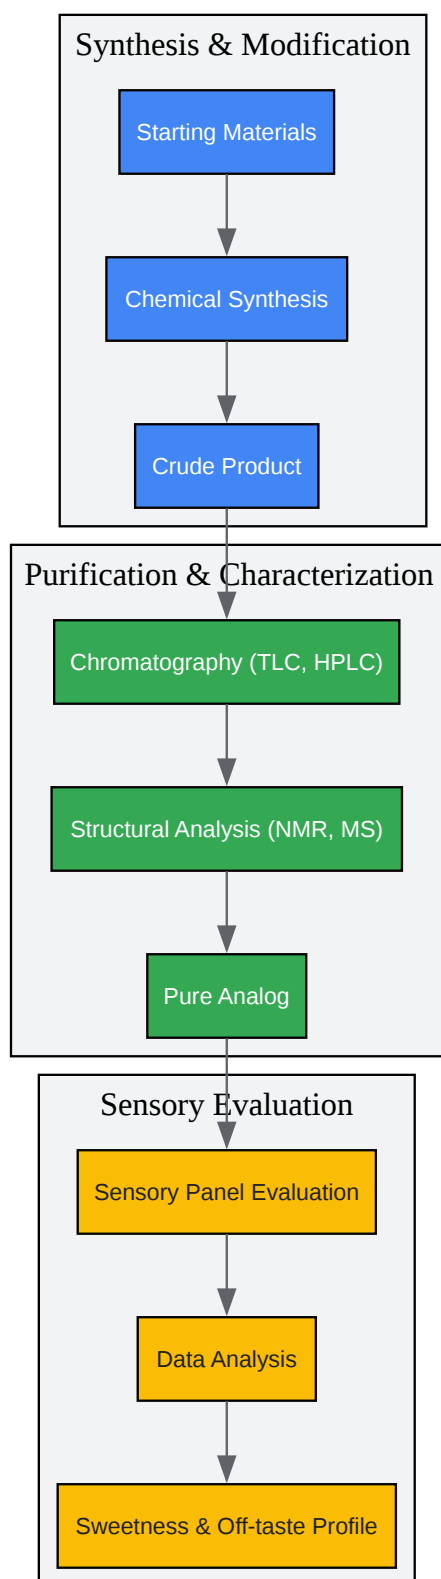 Synthesis & Modification
Starting Materials
Chemical Synthesis
Crude Product
Purification & Characterization
Chromatography (TLC, HPLC)
Structural Analysis (NMR, MS)
Pure Analog
Sensory Evaluation
Sensory Panel Evaluation
Data Analysis
Sweetness & Off-taste Profile